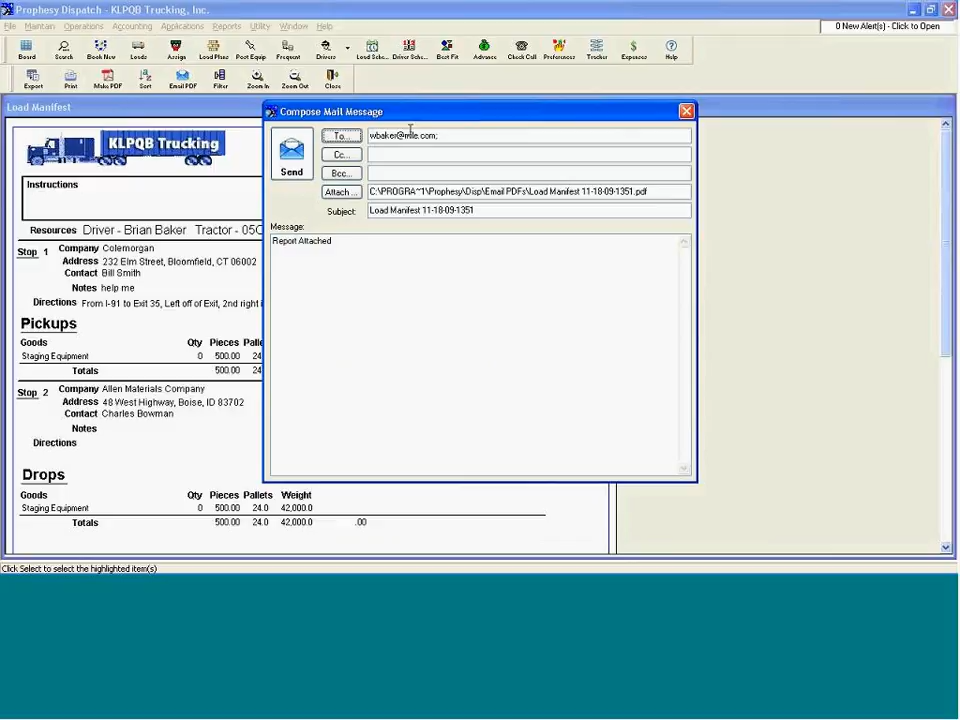 Prophesy Dispatch - KLPQB Trucking, Inc.
File Maintain Operations Accounting Applications Reports Utility Window Help
0 New Alert(s) - Click to Open
Board Search Book New Loads Assign Load Plans Post Equip Frequent Drivers Load Sche... Driver Sche... Best Fit Advance Check Call Preferences Tracker Expenses Help
Export Print Make PDF Sort Email PDF Filter Zoom In Zoom Out Close
Load Manifest
KLPQB Trucking
Instructions
Resources Driver - Brian Baker Tractor - 05C
Stop 1 Company Colemorgan
Address 232 Elm Street, Bloomfield, CT 06002
Contact Bill Smith
Notes help me
Directions From I-91 to Exit 35, Left off of Exit, 2nd right
Pickups
Goods Qty Pieces Pallets
Staging Equipment 0 500.00 24
Totals 500.00 24
Stop 2 Company Allen Materials Company
Address 48 West Highway, Boise, ID 83702
Contact Charles Bowman
Notes
Directions
Drops
Goods Qty Pieces Pallets Weight
Staging Equipment 0 500.00 24.0 42,000.0
Totals 500.00 24.0 42,000.0 .00
Compose Mail Message
Send
To... wbaker@mile.com;
Cc...
Bcc...
Attach ... C:\PROGRA~1\Prophesy\Disp\Email PDFs\Load Manifest 11-18-09-1351.pdf
Subject: Load Manifest 11-18-09-1351
Message:
Report Attached
Click Select to select the highlighted item(s)